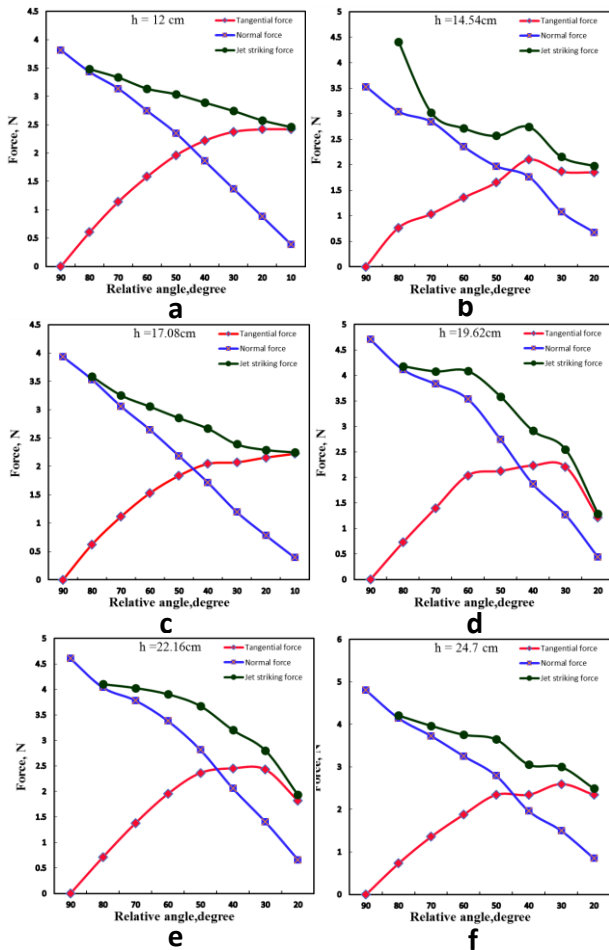 h = 12 cm
Tangential force
Normal force
Jet striking force
4.5
4
3.5
3
2.5
2
1.5
1
0.5
0
Force, N
90 80 70 60 50 40 30 20 10
Relative angle,degree
a
h =14.54cm
Tangential force
Normal force
Jet striking force
5
4.5
4
3.5
3
2.5
2
1.5
1
0.5
0
90 80 70 60 50 40 30 20
Relative angle,degree
b
h =17.08cm
Tangential force
Normal force
Jet striking force
4.5
4
3.5
3
2.5
2
1.5
1
0.5
0
Force, N
90 80 70 60 50 40 30 20 10
Relative angle,degree
c
h =19.62cm
Tangential force
Normal force
Jet striking force
5
4.5
4
3.5
3
2.5
2
1.5
1
0.5
0
Force, N
90 80 70 60 50 40 30 20
Relative angle,degree
d
h =22.16cm
Tangential force
Normal force
Jet striking force
5
4.5
4
3.5
3
2.5
2
1.5
1
0.5
0
Force, N
90 80 70 60 50 40 30 20
Relative angle,degree
e
h = 24.7 cm
Tangential force
Normal force
Jet striking force
6
5
4
3
2
1
0
Force, N
90 80 70 60 50 40 30 20
Relative angle,degree
f